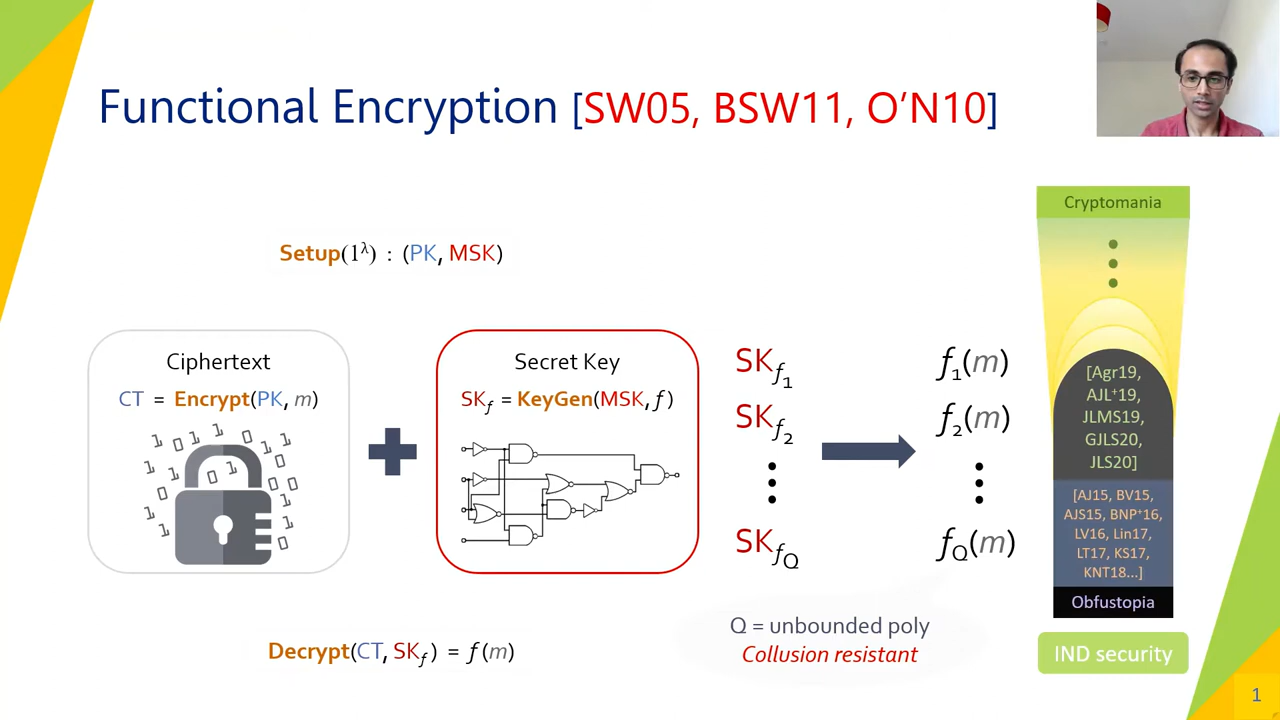 Functional Encryption [SW05, BSW11, O’N10]
Setup(1^λ) : (PK, MSK)
Ciphertext
CT = Encrypt(PK, m)
Secret Key
SK_f = KeyGen(MSK, f)
SK_f₁
SK_f₂
SK_f_Q
f₁(m)
f₂(m)
f_Q(m)
Decrypt(CT, SK_f) = f(m)
Q = unbounded poly
Collusion resistant
Cryptomania
[Agr19,
AJL⁺19,
JLMS19,
GJLS20,
JLS20]
[AJ15, BV15,
AJS15, BNP⁺16,
LV16, Lin17,
LT17, KS17,
KNT18...]
Obfustopia
IND security
1